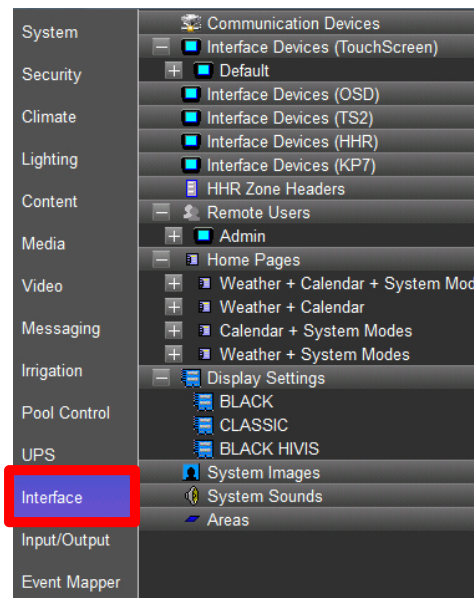 System
Security
Climate
Lighting
Content
Media
Video
Messaging
Irrigation
Pool Control
UPS
Interface
Input/Output
Event Mapper
Communication Devices
Interface Devices (TouchScreen)
Default
Interface Devices (OSD)
Interface Devices (TS2)
Interface Devices (HHR)
Interface Devices (KP7)
HHR Zone Headers
Remote Users
Admin
Home Pages
Weather + Calendar + System Mod
Weather + Calendar
Calendar + System Modes
Weather + System Modes
Display Settings
BLACK
CLASSIC
BLACK HIVIS
System Images
System Sounds
Areas